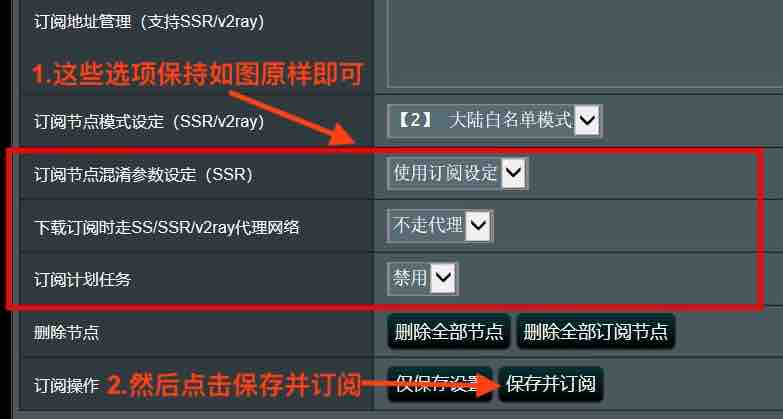 订阅地址管理（支持SSR/v2ray）
1.这些选项保持如图原样即可
订阅节点模式设定（SSR/v2ray）
【2】 大陆白名单模式
订阅节点混淆参数设定（SSR）
使用订阅设定
下载订阅时走SS/SSR/v2ray代理网络
不走代理
订阅计划任务
禁用
删除节点
删除全部节点
删除全部订阅节点
订阅操作
2.然后点击保存并订阅
仅保存设置
保存并订阅